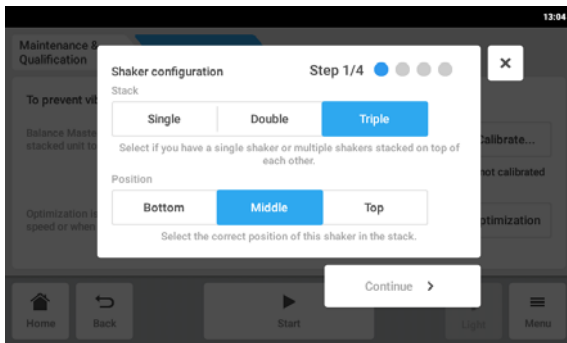 13:04
Maintenance &
Qualification
Shaker configuration
Step 1/4
Stack
To prevent
Single
Double
Triple
Balance
stacked unit to
Select if you have a single shaker or multiple shakers stacked on top of
each other.
Calibrate...
not calibrated
Position
Bottom
Middle
Top
Optimization is
speed or when
Select the correct position of this shaker in the stack.
Continue
Home
Back
Start
Light
Menu